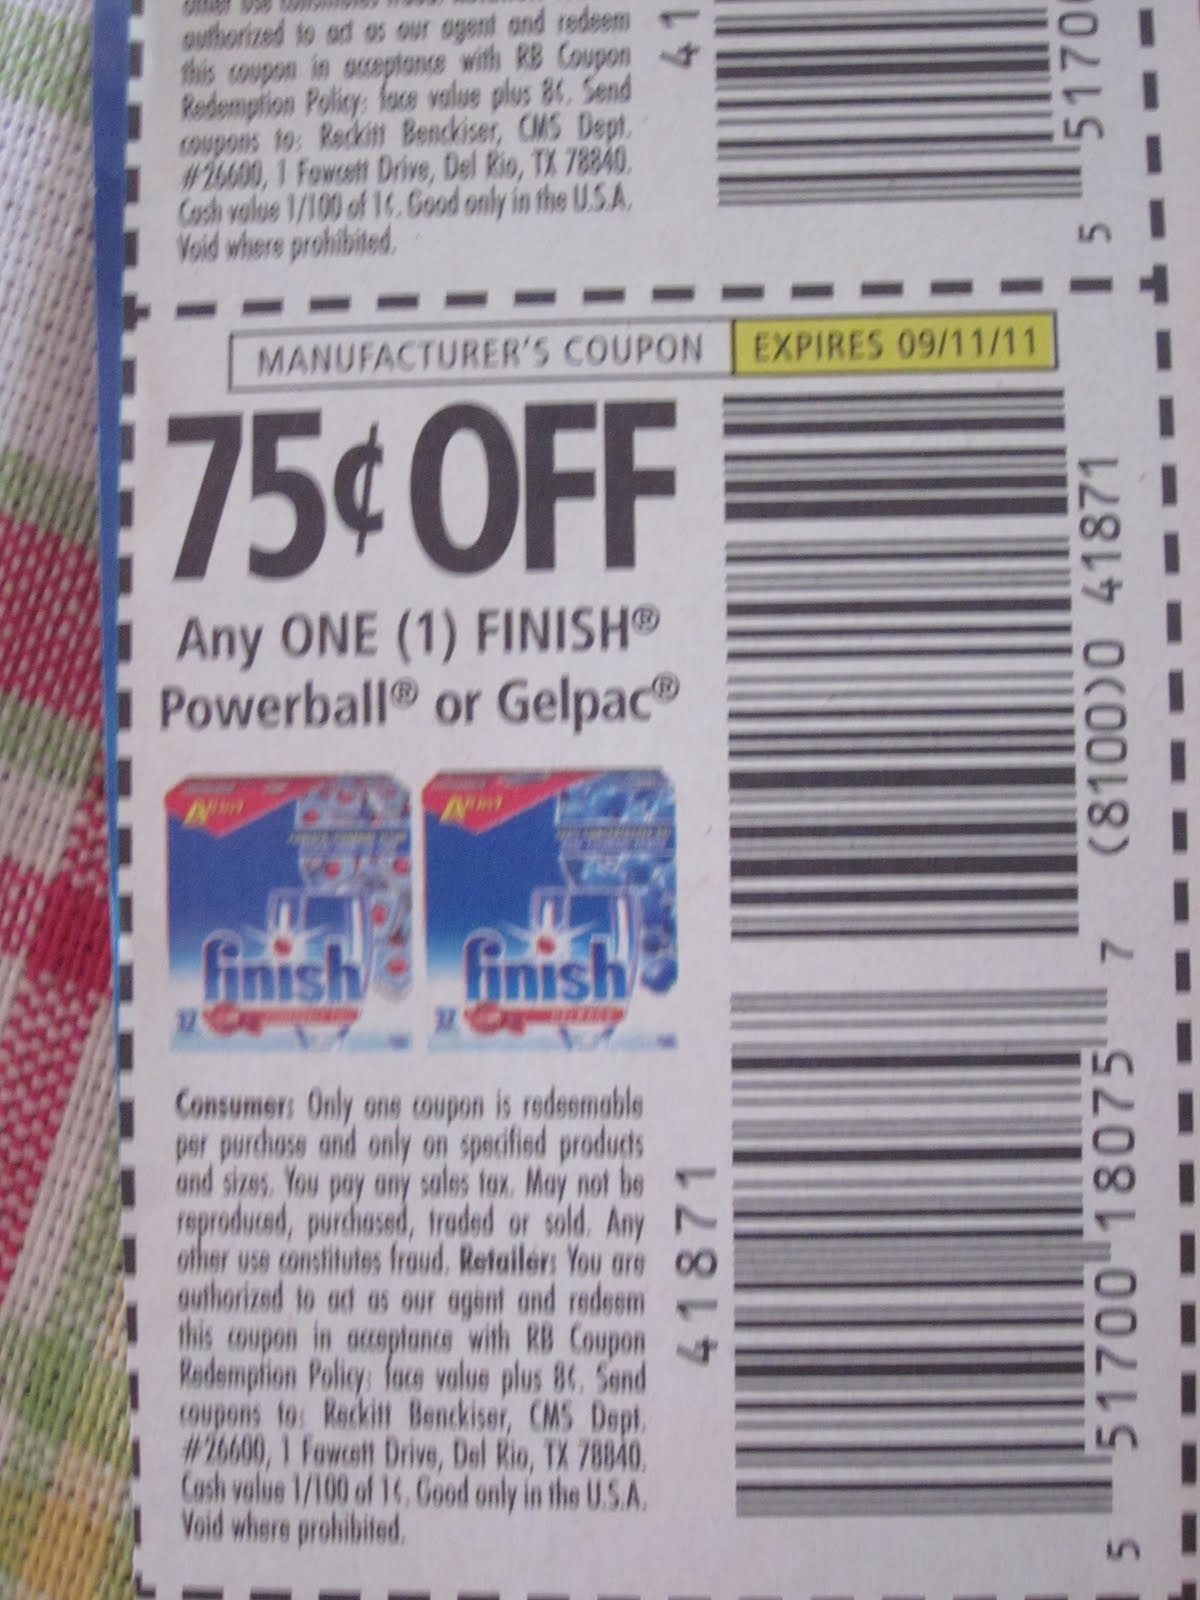 authorized to act as our agent and redeem
this coupon in acceptance with RB Coupon
Redemption Policy: face value plus 8¢. Send
coupons to: Reckitt Benckiser, CMS Dept.
#26600, 1 Fawcett Drive, Del Rio, TX 78840.
Cash value 1/100 of 1¢. Good only in the U.S.A.
Void where prohibited.
41
5170
5
MANUFACTURER'S COUPON
EXPIRES 09/11/11
75¢ OFF
Any ONE (1) FINISH®
Powerball® or Gelpac®
finish
finish
Consumer: Only one coupon is redeemable
per purchase and only on specified products
and sizes. You pay any sales tax. May not be
reproduced, purchased, traded or sold. Any
other use constitutes fraud. Retailer: You are
authorized to act as our agent and redeem
this coupon in acceptance with RB Coupon
Redemption Policy: face value plus 8¢. Send
coupons to: Reckitt Benckiser, CMS Dept.
#26600, 1 Fawcett Drive, Del Rio, TX 78840.
Cash value 1/100 of 1¢. Good only in the U.S.A.
Void where prohibited.
(8100)0 41871
7
41871
5 51700 18075